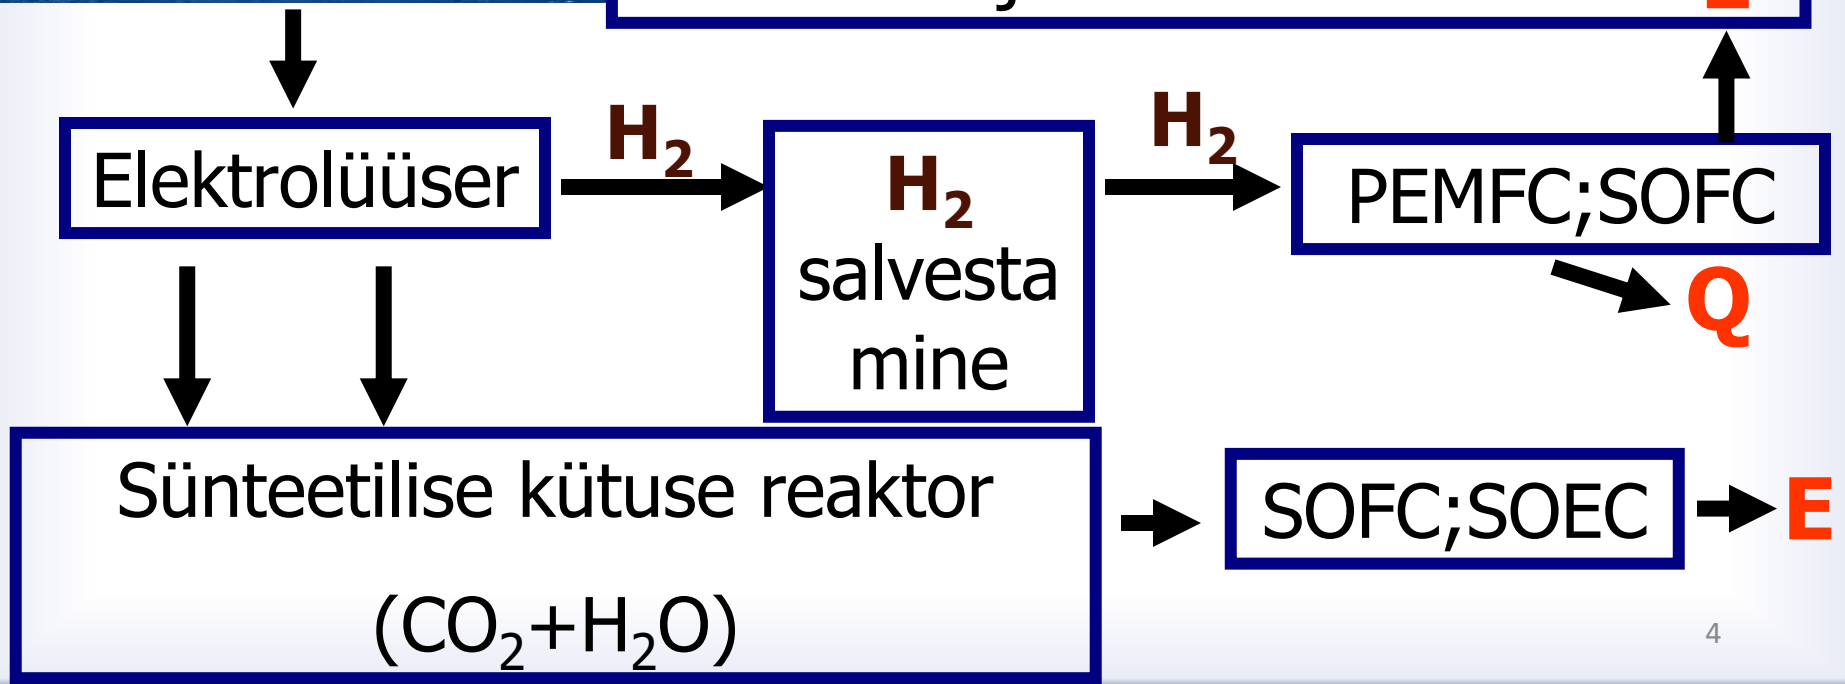 H₂
H₂
Elektrolüüser
H₂
salvesta
mine
PEMFC;SOFC
Q
Sünteetilise kütuse reaktor
(CO₂+H₂O)
SOFC;SOEC
E
4